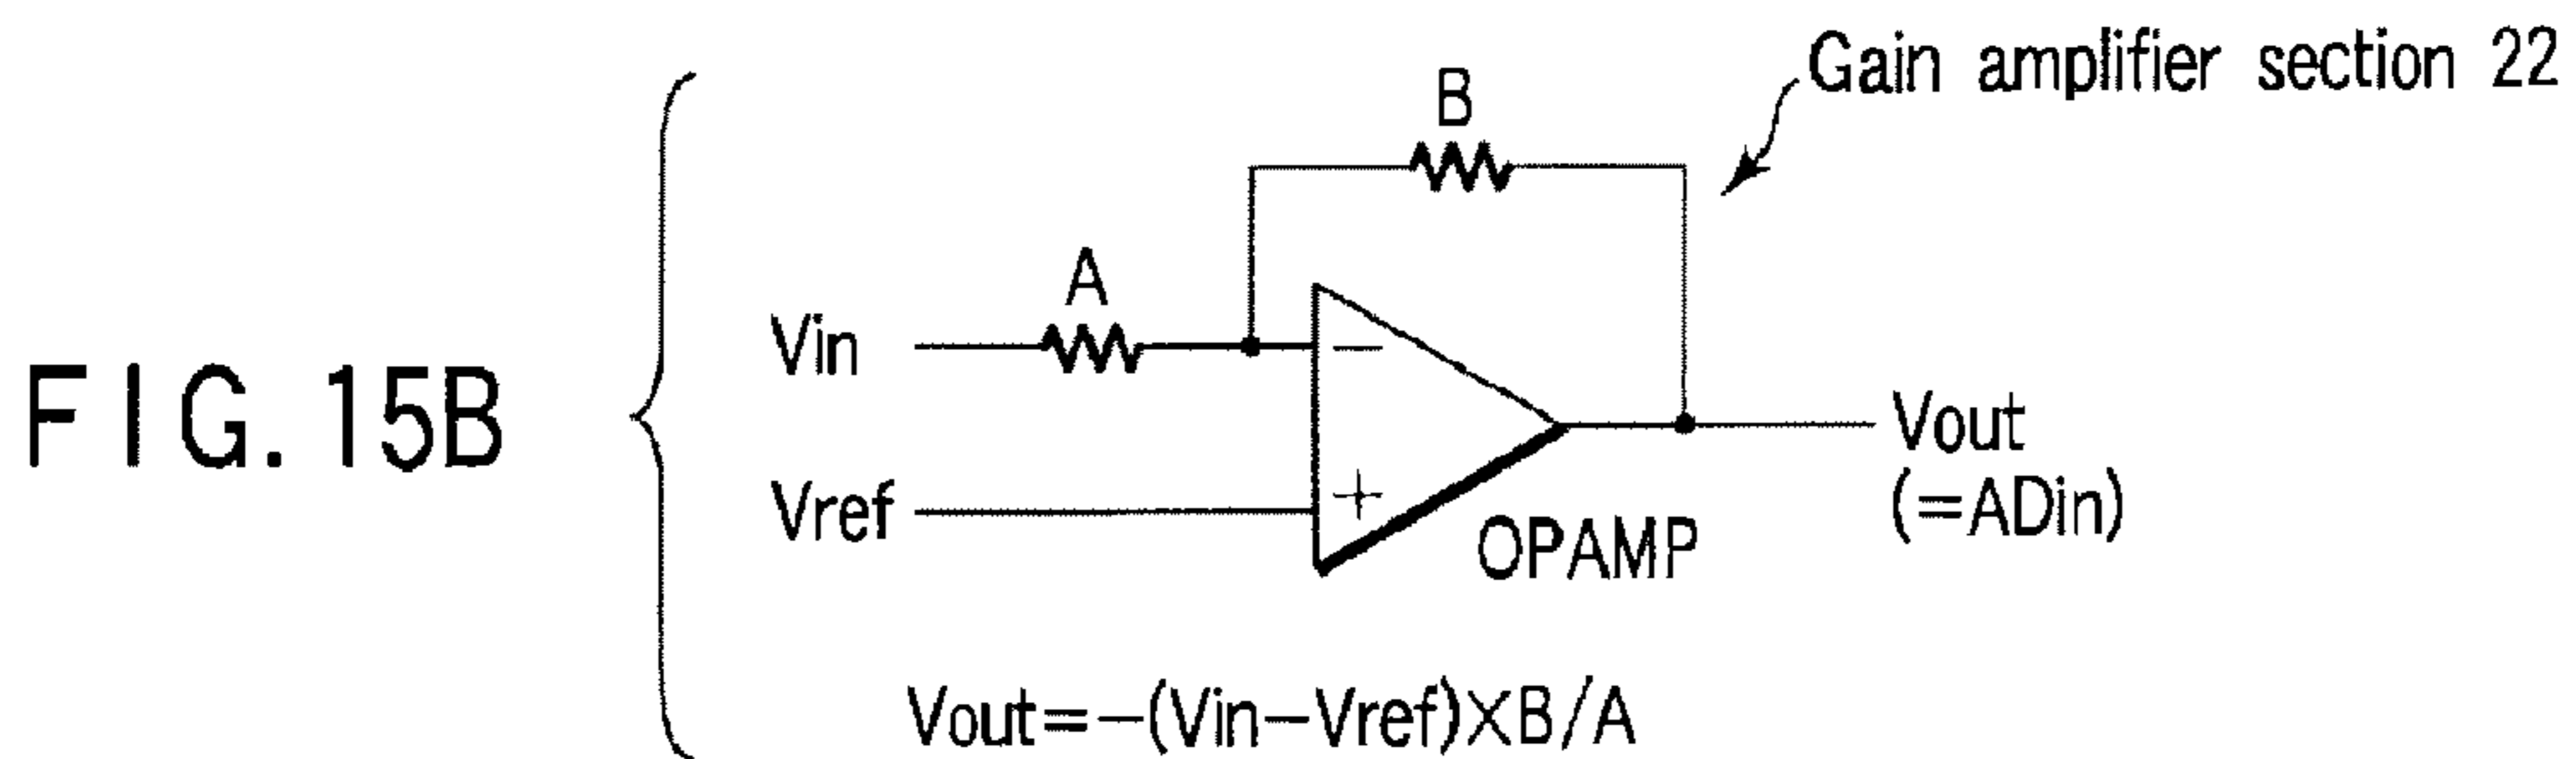 FIG. 15B
Gain amplifier section 22
B
A
Vin
−
Vref
+
OPAMP
Vout
(=ADin)
Vout=−(Vin−Vref)×B/A